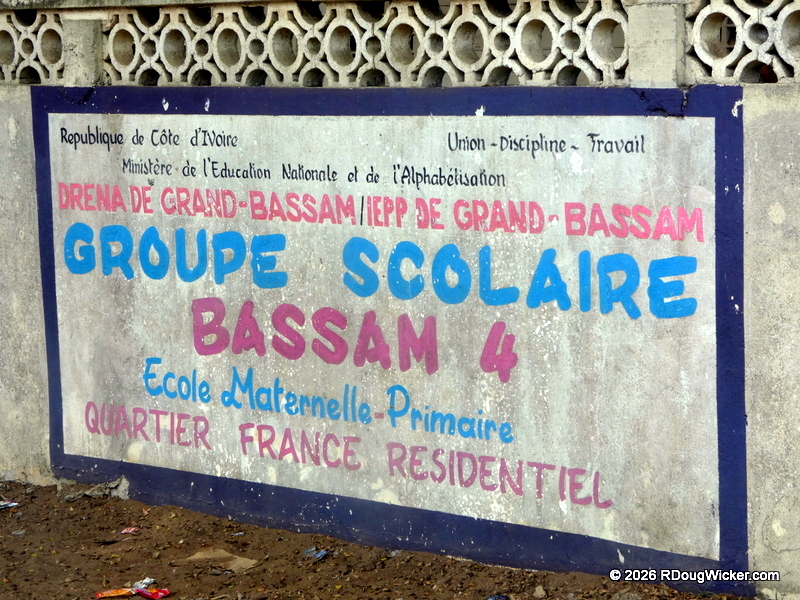 Republique de Côte d'Ivoire Union - Discipline - Travail
Ministère de l'Education Nationale et de l'Alphabétisation
DRENA DE GRAND-BASSAM/IEPP DE GRAND-BASSAM
GROUPE SCOLAIRE
BASSAM 4
Ecole Maternelle-Primaire
QUARTIER FRANCE RESIDENTIEL
© 2026 RDougWicker.com